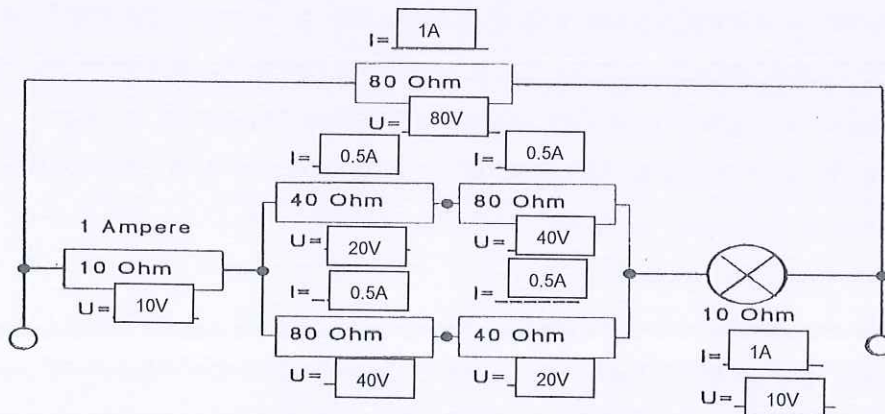 I= 1A
80 Ohm
U= 80V
I= 0.5A I= 0.5A
40 Ohm 80 Ohm
1 Ampere
U= 20V U= 40V
10 Ohm
I= 0.5A I= 0.5A
U= 10V
10 Ohm
80 Ohm 40 Ohm
I= 1A
U= 40V U= 20V
U= 10V